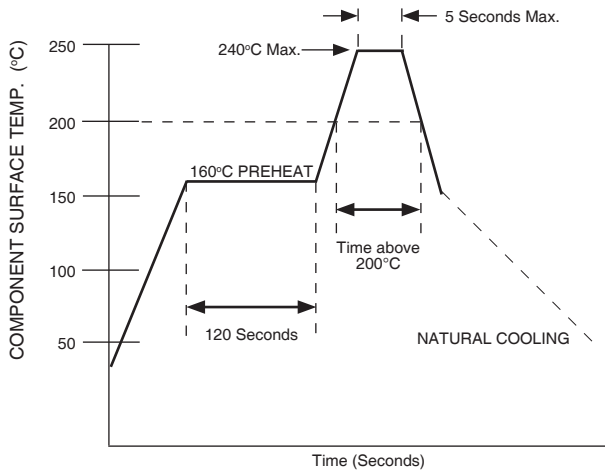 5 Seconds Max.
250
240°C Max.
200
160°C PREHEAT
150
Time above
200°C
100
120 Seconds
50
NATURAL COOLING
COMPONENT SURFACE TEMP. (°C)
Time (Seconds)